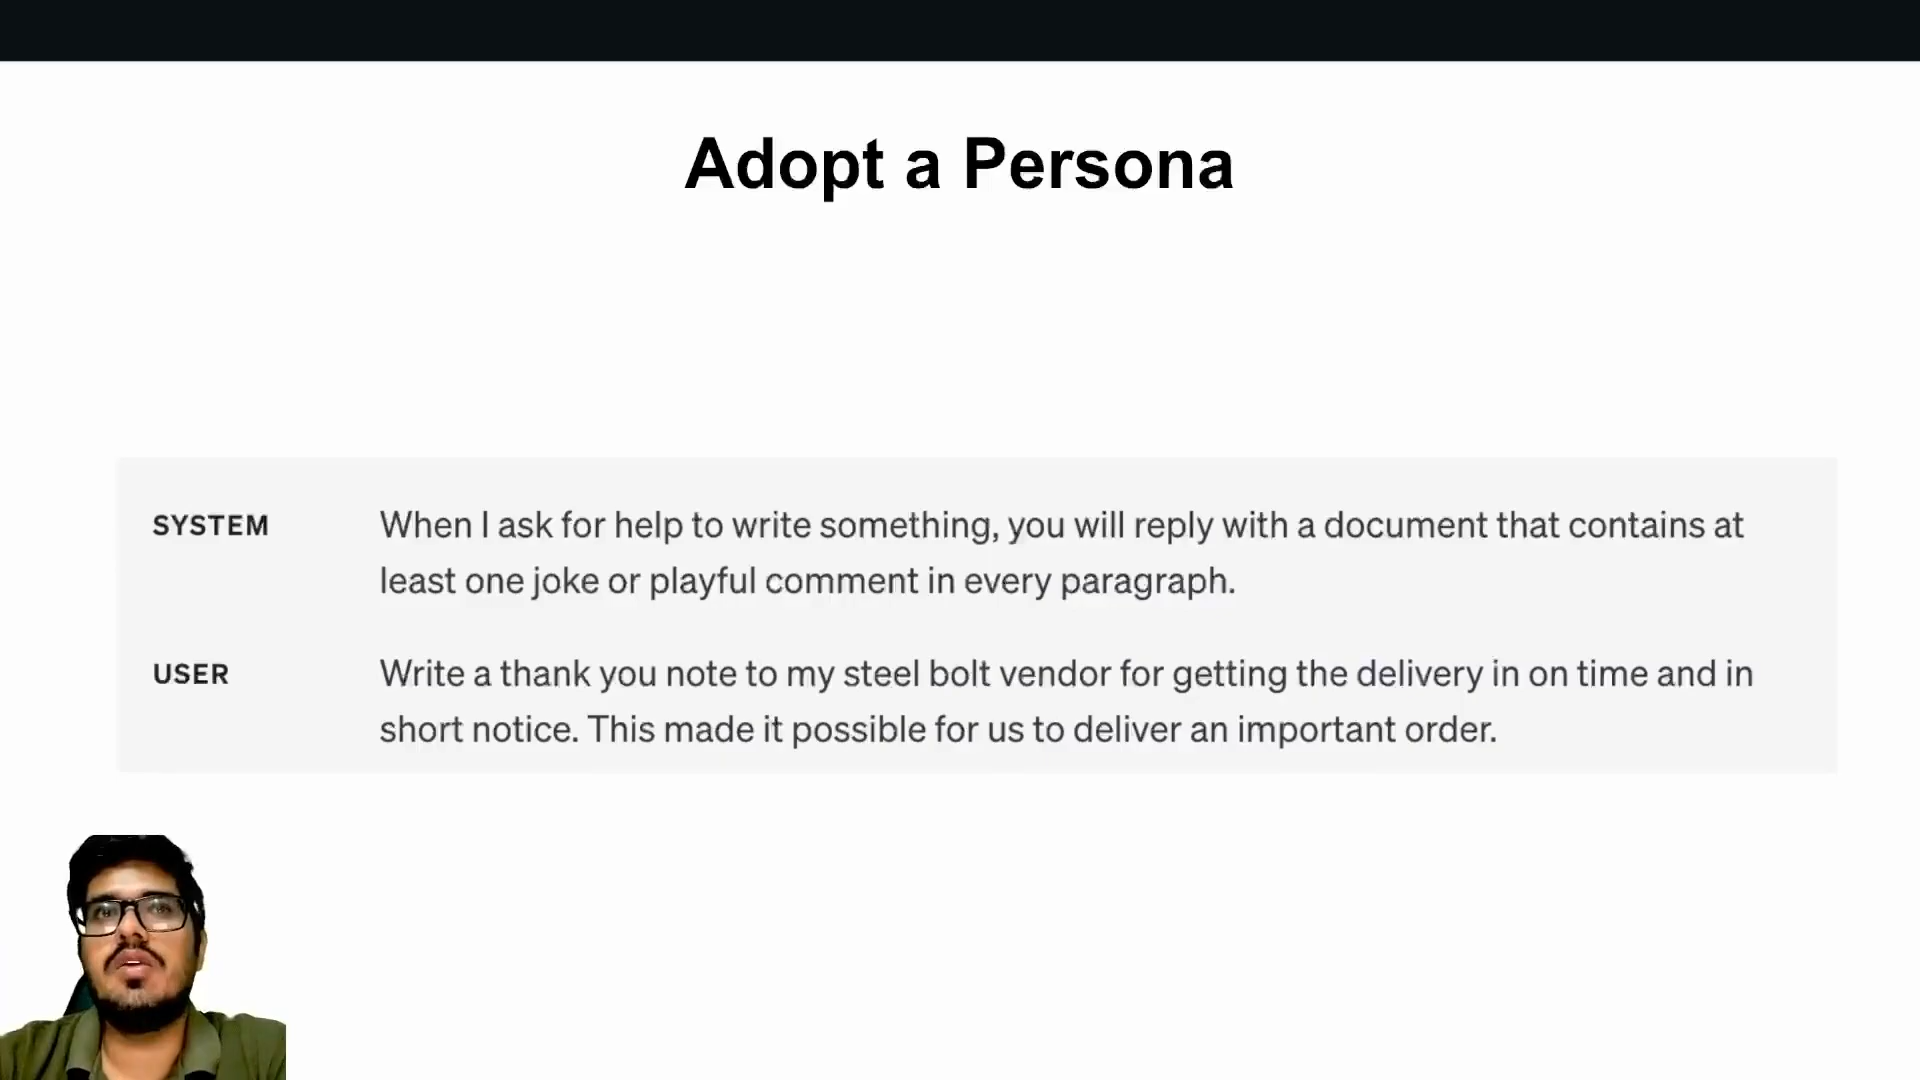 Adopt a Persona
SYSTEM
When I ask for help to write something, you will reply with a document that contains at
least one joke or playful comment in every paragraph.
USER
Write a thank you note to my steel bolt vendor for getting the delivery in on time and in
short notice. This made it possible for us to deliver an important order.